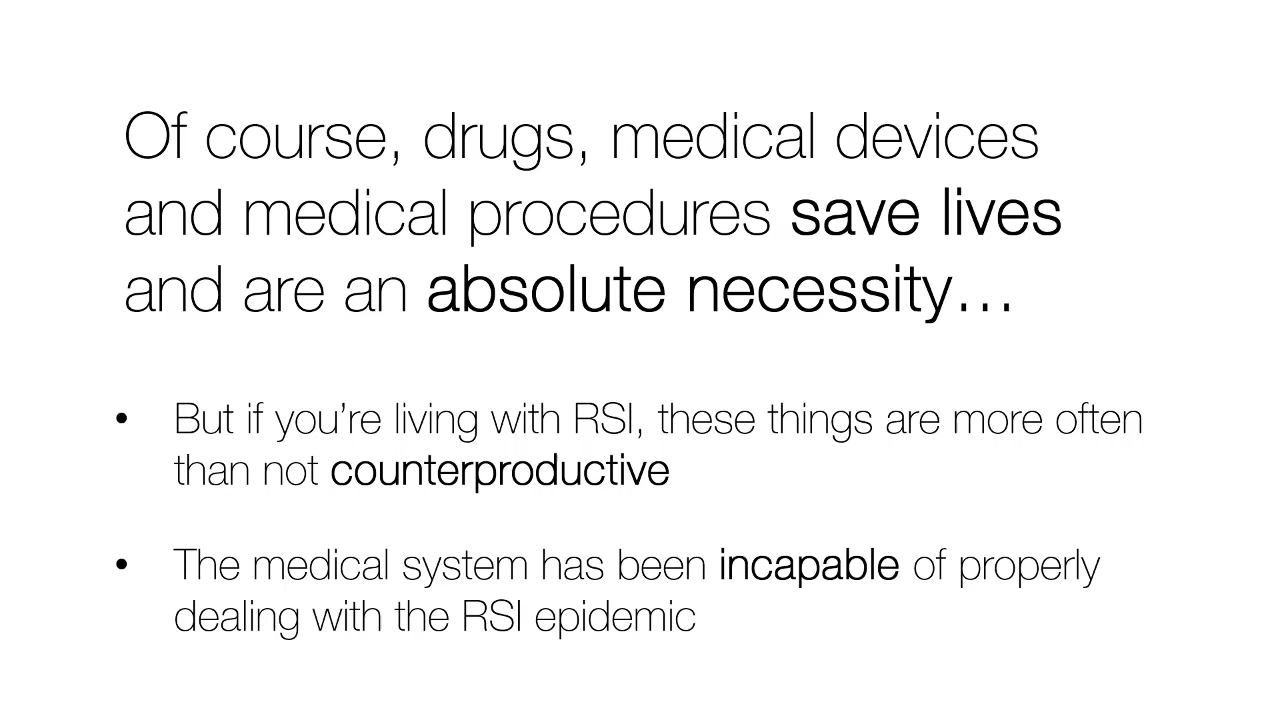 Of course, drugs, medical devices
and medical procedures save lives
and are an absolute necessity…
• But if you’re living with RSI, these things are more often
than not counterproductive
• The medical system has been incapable of properly
dealing with the RSI epidemic